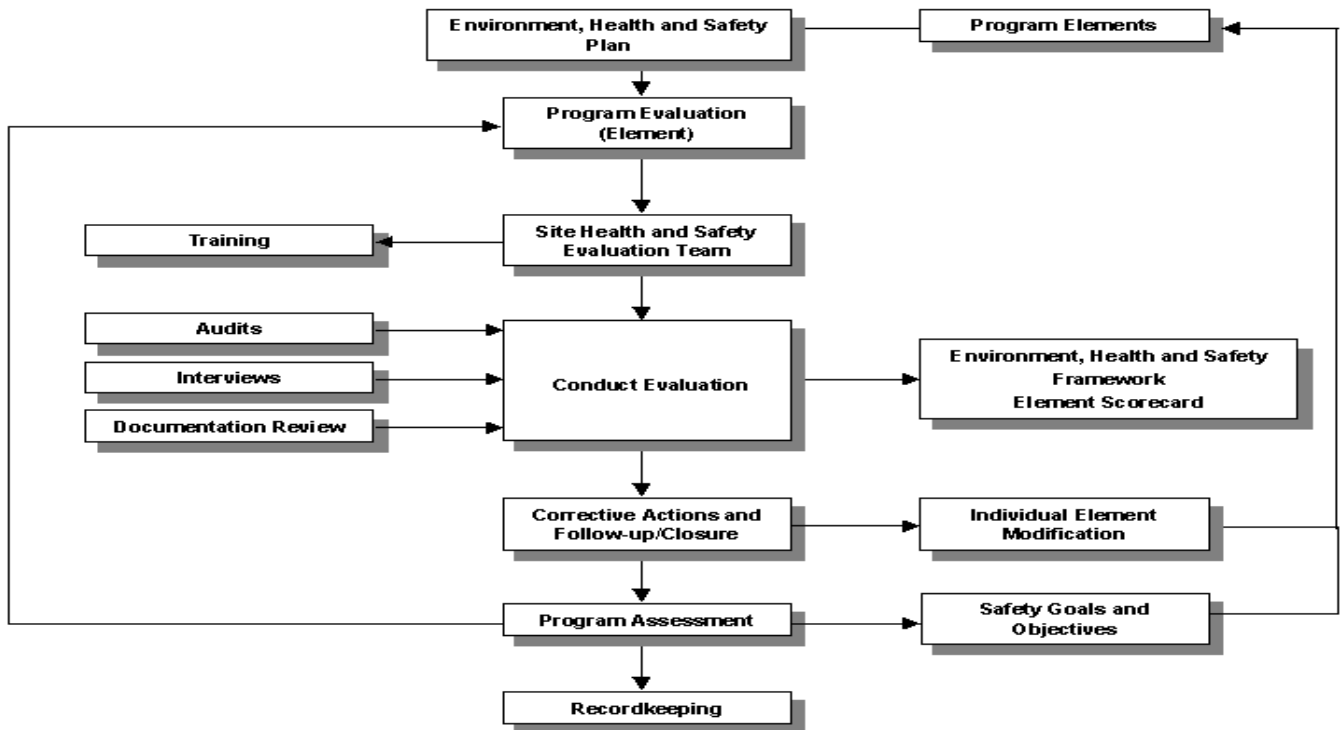 Environment, Health and Safety
Plan
Program Elements
Program Evaluation
(Element)
Site Health and Safety
Evaluation Team
Training
Audits
Interviews
Documentation Review
Conduct Evaluation
Environment, Health and Safety
Framework
Element Scorecard
Corrective Actions and
Follow-up/Closure
Individual Element
Modification
Program Assessment
Safety Goals and
Objectives
Recordkeeping